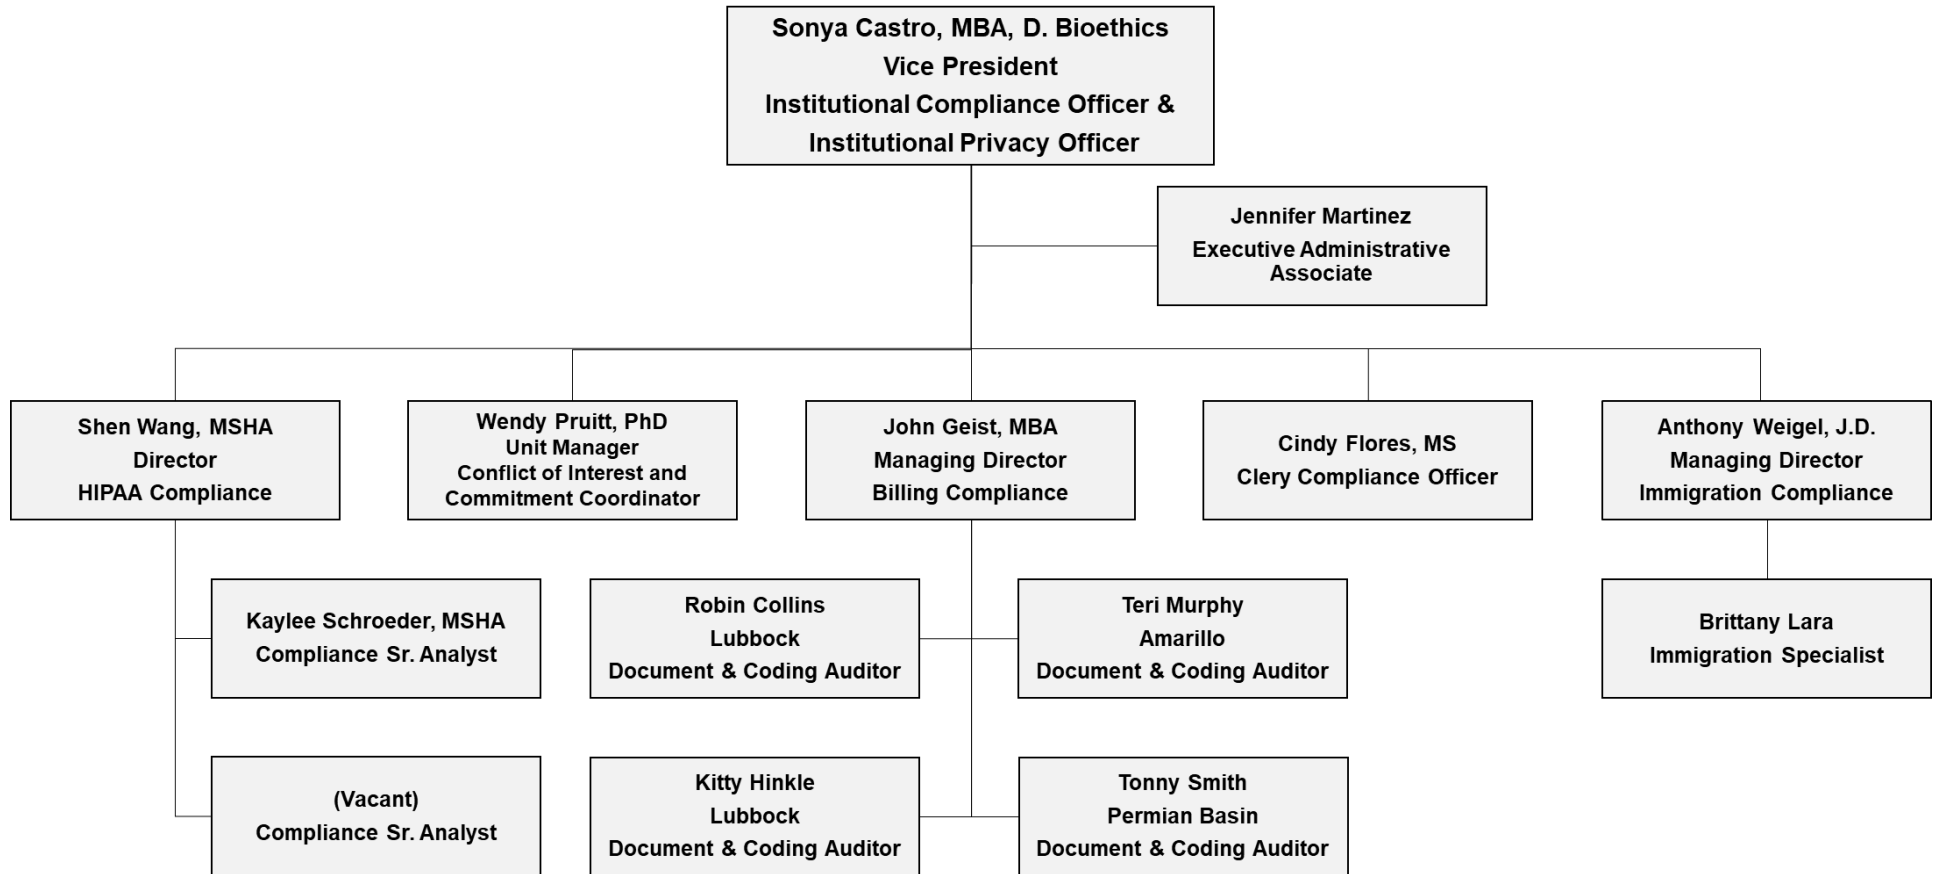 Sonya Castro, MBA, D. Bioethics
Vice President
Institutional Compliance Officer &
Institutional Privacy Officer
Jennifer Martinez
Executive Administrative
Associate
Shen Wang, MSHA
Director
HIPAA Compliance
Wendy Pruitt, PhD
Unit Manager
Conflict of Interest and
Commitment Coordinator
John Geist, MBA
Managing Director
Billing Compliance
Cindy Flores, MS
Clery Compliance Officer
Anthony Weigel, J.D.
Managing Director
Immigration Compliance
Kaylee Schroeder, MSHA
Compliance Sr. Analyst
Robin Collins
Lubbock
Document & Coding Auditor
Teri Murphy
Amarillo
Document & Coding Auditor
Brittany Lara
Immigration Specialist
(Vacant)
Compliance Sr. Analyst
Kitty Hinkle
Lubbock
Document & Coding Auditor
Tonny Smith
Permian Basin
Document & Coding Auditor